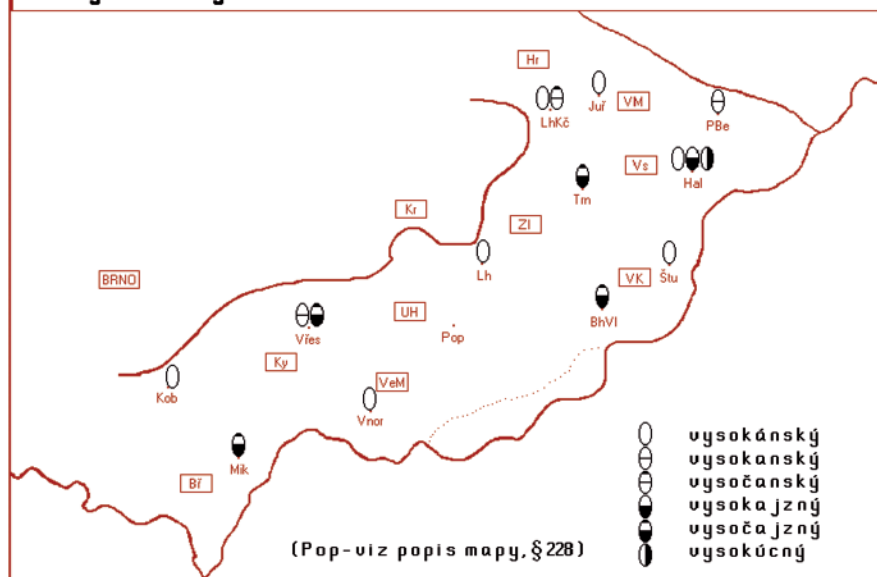 Hr
Juř
VM
LhKč
PBe
Vs
Hal
Trn
Kr
Zl
BRNO
Lh
VK
Štu
UH
BhVl
Vřes
Pop
Ky
VeM
Kob
Vnor
Mik
Bř
vysokánský
vysokanský
vysočanský
vysokajzný
vysočajzný
vysokúcný
(Pop-viz popis mapy, §228)